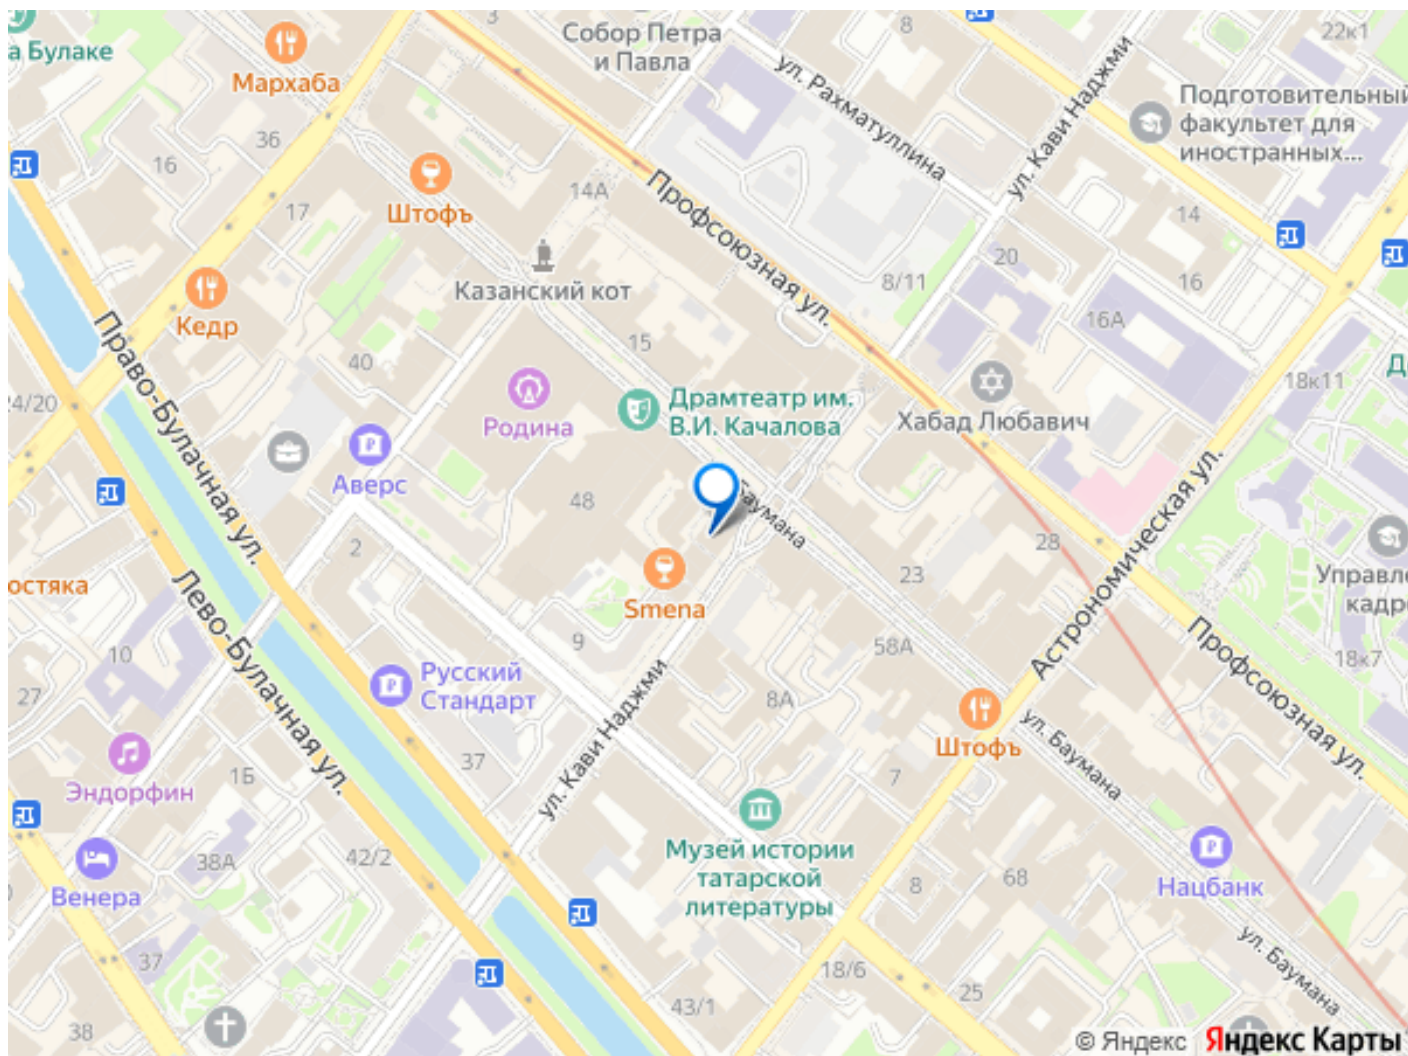 а Булаке
Мархаба
3
Собор Петра
и Павла
8
22к1
ул. Рахматуллина
ул. Кави Наджми
Подготовительный
факультет для
иностранных...
36
16
17
14А
Штофъ
Профсоюзная ул.
14
20
16
8/11
Казанский кот
Кедр
Право-Булачная ул.
40
15
16А
18к11
24/20
Родина
Драмтеатр им.
В.И. Качалова
Хабад Любавич
Аверс
48
Баумана
Астрономическая ул.
2
28
23
Smena
остяка
Лево-Булачная ул.
Управле
кадр
18к7
10
27
9
58А
Профсоюзная ул.
Русский
Стандарт
8А
Штофъ
ул. Баумана
ул. Кави Наджми
37
1Б
7
Эндорфин
38А
42/2
Венера
Музей истории
татарской
литературы
8
68
Нацбанк
ул. Баумана
37
18/6
25
43/1
38
© Яндекс Яндекс Карты